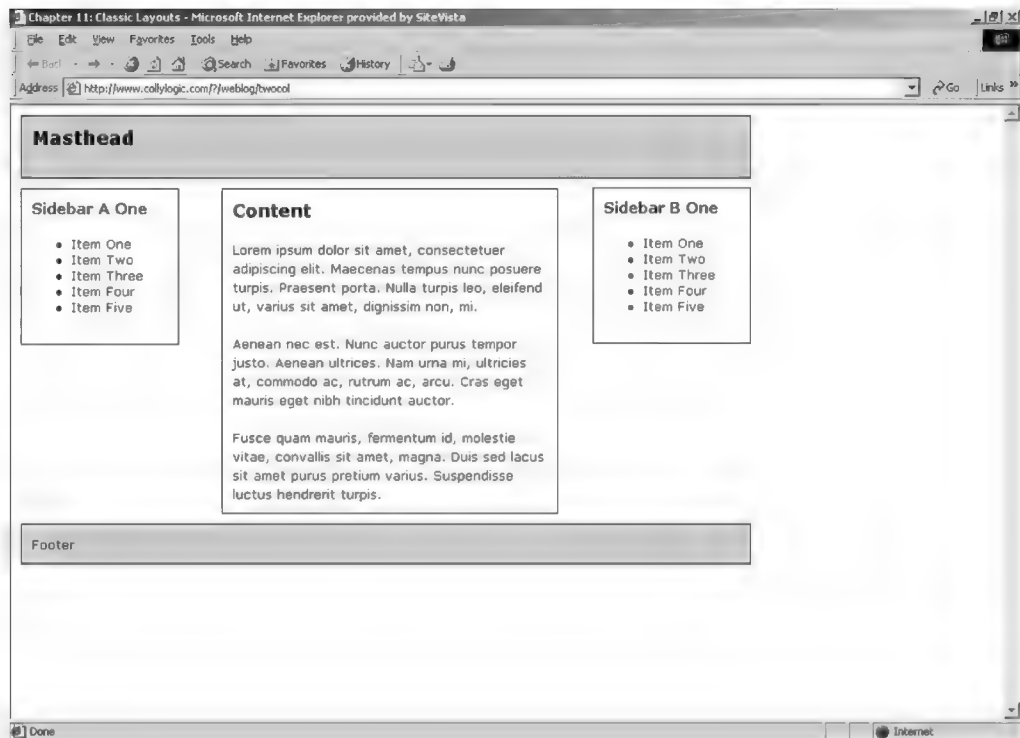 Chapter 11: Classic Layouts - Microsoft Internet Explorer provided by SiteVista
File Edit View Favorites Tools Help
Back Search Favorites History
Address http://www.collylogic.com/?/weblog/twocol Go Links »
Masthead
Sidebar A One
Item One
Item Two
Item Three
Item Four
Item Five
Content
Lorem ipsum dolor sit amet, consectetuer
adipiscing elit. Maecenas tempus nunc posuere
turpis. Praesent porta. Nulla turpis leo, eleifend
ut, varius sit amet, dignissim non, mi.
Aenean nec est. Nunc auctor purus tempor
justo. Aenean ultrices. Nam urna mi, ultricies
at, commodo ac, rutrum ac, arcu. Cras eget
mauris eget nibh tincidunt auctor.
Fusce quam mauris, fermentum id, molestie
vitae, convallis sit amet, magna. Duis sed lacus
sit amet purus pretium varius. Suspendisse
luctus hendrerit turpis.
Sidebar B One
Item One
Item Two
Item Three
Item Four
Item Five
Footer
Done Internet